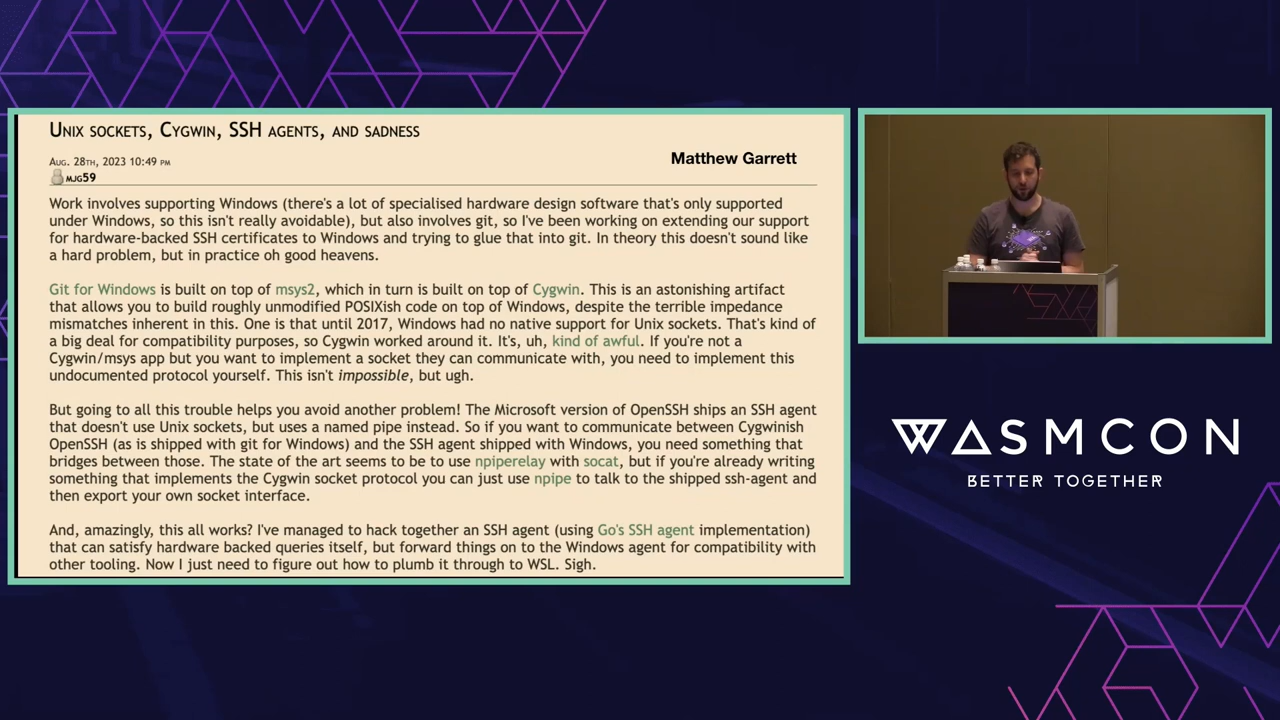 Unix sockets, Cygwin, SSH agents, and sadness
Aug. 28th, 2023 10:49 pm
Matthew Garrett
mjg59
Work involves supporting Windows (there's a lot of specialised hardware design software that's only supported
under Windows, so this isn't really avoidable), but also involves git, so I've been working on extending our support
for hardware-backed SSH certificates to Windows and trying to glue that into git. In theory this doesn't sound like
a hard problem, but in practice oh good heavens.
Git for Windows is built on top of msys2, which in turn is built on top of Cygwin. This is an astonishing artifact
that allows you to build roughly unmodified POSIXish code on top of Windows, despite the terrible impedance
mismatches inherent in this. One is that until 2017, Windows had no native support for Unix sockets. That's kind of
a big deal for compatibility purposes, so Cygwin worked around it. It's, uh, kind of awful. If you're not a
Cygwin/msys app but you want to implement a socket they can communicate with, you need to implement this
undocumented protocol yourself. This isn't impossible, but ugh.
But going to all this trouble helps you avoid another problem! The Microsoft version of OpenSSH ships an SSH agent
that doesn't use Unix sockets, but uses a named pipe instead. So if you want to communicate between Cygwinish
OpenSSH (as is shipped with git for Windows) and the SSH agent shipped with Windows, you need something that
bridges between those. The state of the art seems to be to use npiperelay with socat, but if you're already writing
something that implements the Cygwin socket protocol you can just use npipe to talk to the shipped ssh-agent and
then export your own socket interface.
And, amazingly, this all works? I've managed to hack together an SSH agent (using Go's SSH agent implementation)
that can satisfy hardware backed queries itself, but forward things on to the Windows agent for compatibility with
other tooling. Now I just need to figure out how to plumb it through to WSL. Sigh.
WASMCON
BETTER TOGETHER